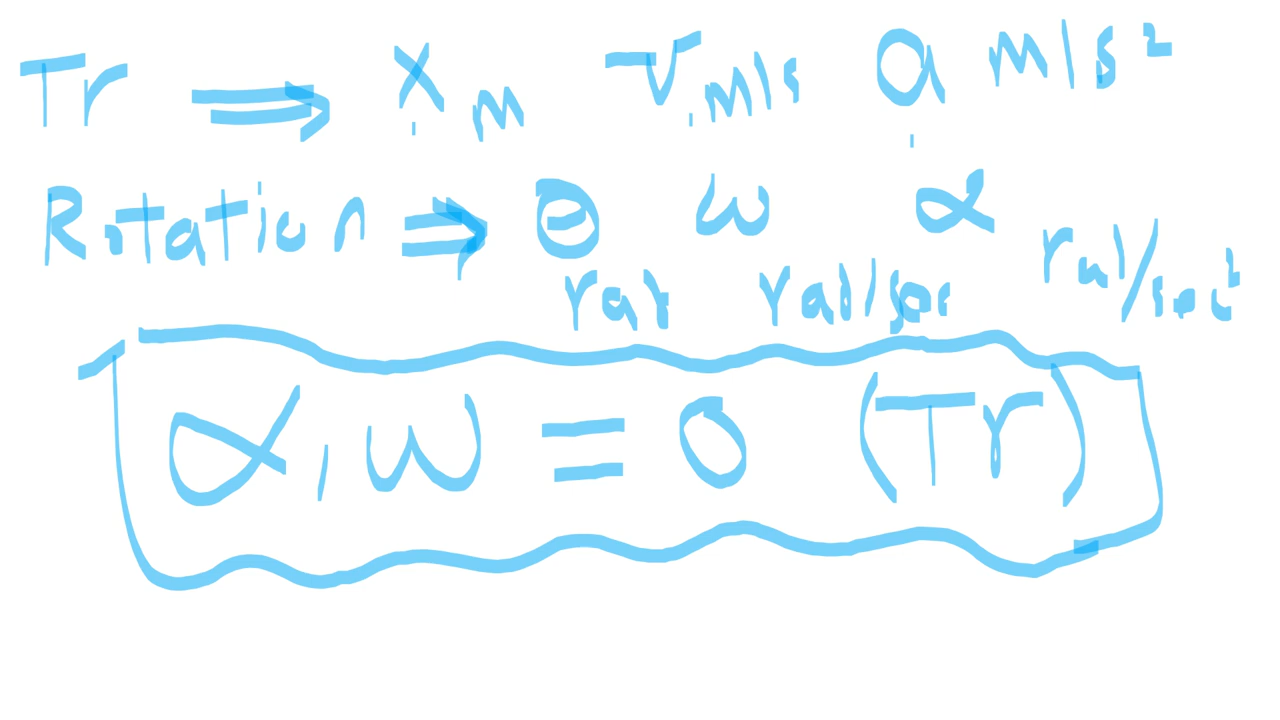 Tr ⇒ x m v m/s a m/s²
Rotation ⇒ θ ω α
rad rad/sec rad/sec²
α, ω = 0 (Tr)